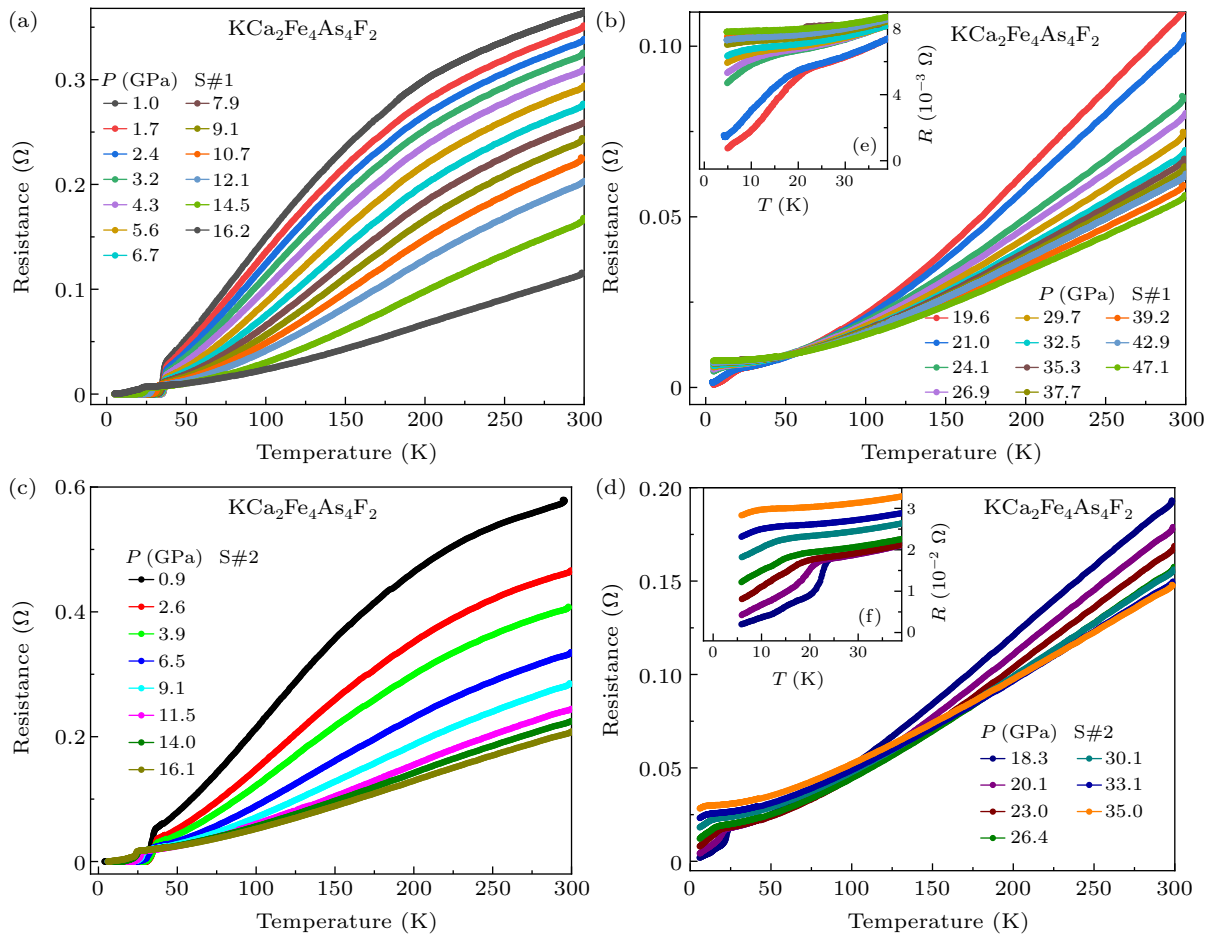 (a)
KCa2Fe4As4F2
P (GPa) S#1
1.0 7.9
1.7 9.1
2.4 10.7
3.2 12.1
4.3 14.5
5.6 16.2
6.7
Resistance (Ω)
0.3
0.2
0.1
0
0 25 50 75 100 125 150 175 200 225 250 275 300
Temperature (K)
(b)
KCa2Fe4As4F2
P (GPa) S#1
19.6 29.7 39.2
21.0 32.5 42.9
24.1 35.3 47.1
26.9 37.7
Resistance (Ω)
0.10
0.05
0
0 50 100 150 200 250 300
Temperature (K)
(e)
R (10-3 Ω)
8
4
0
0 10 20 30
T (K)
(c)
KCa2Fe4As4F2
P (GPa) S#2
0.9
2.6
3.9
6.5
9.1
11.5
14.0
16.1
Resistance (Ω)
0.6
0.4
0.2
0
0 50 100 150 200 250 300
Temperature (K)
(d)
KCa2Fe4As4F2
P (GPa) S#2
18.3 30.1
20.1 33.1
23.0 35.0
26.4
Resistance (Ω)
0.20
0.15
0.10
0.05
0
0 50 100 150 200 250 300
Temperature (K)
(f)
R (10-2 Ω)
3
2
1
0
0 10 20 30
T (K)